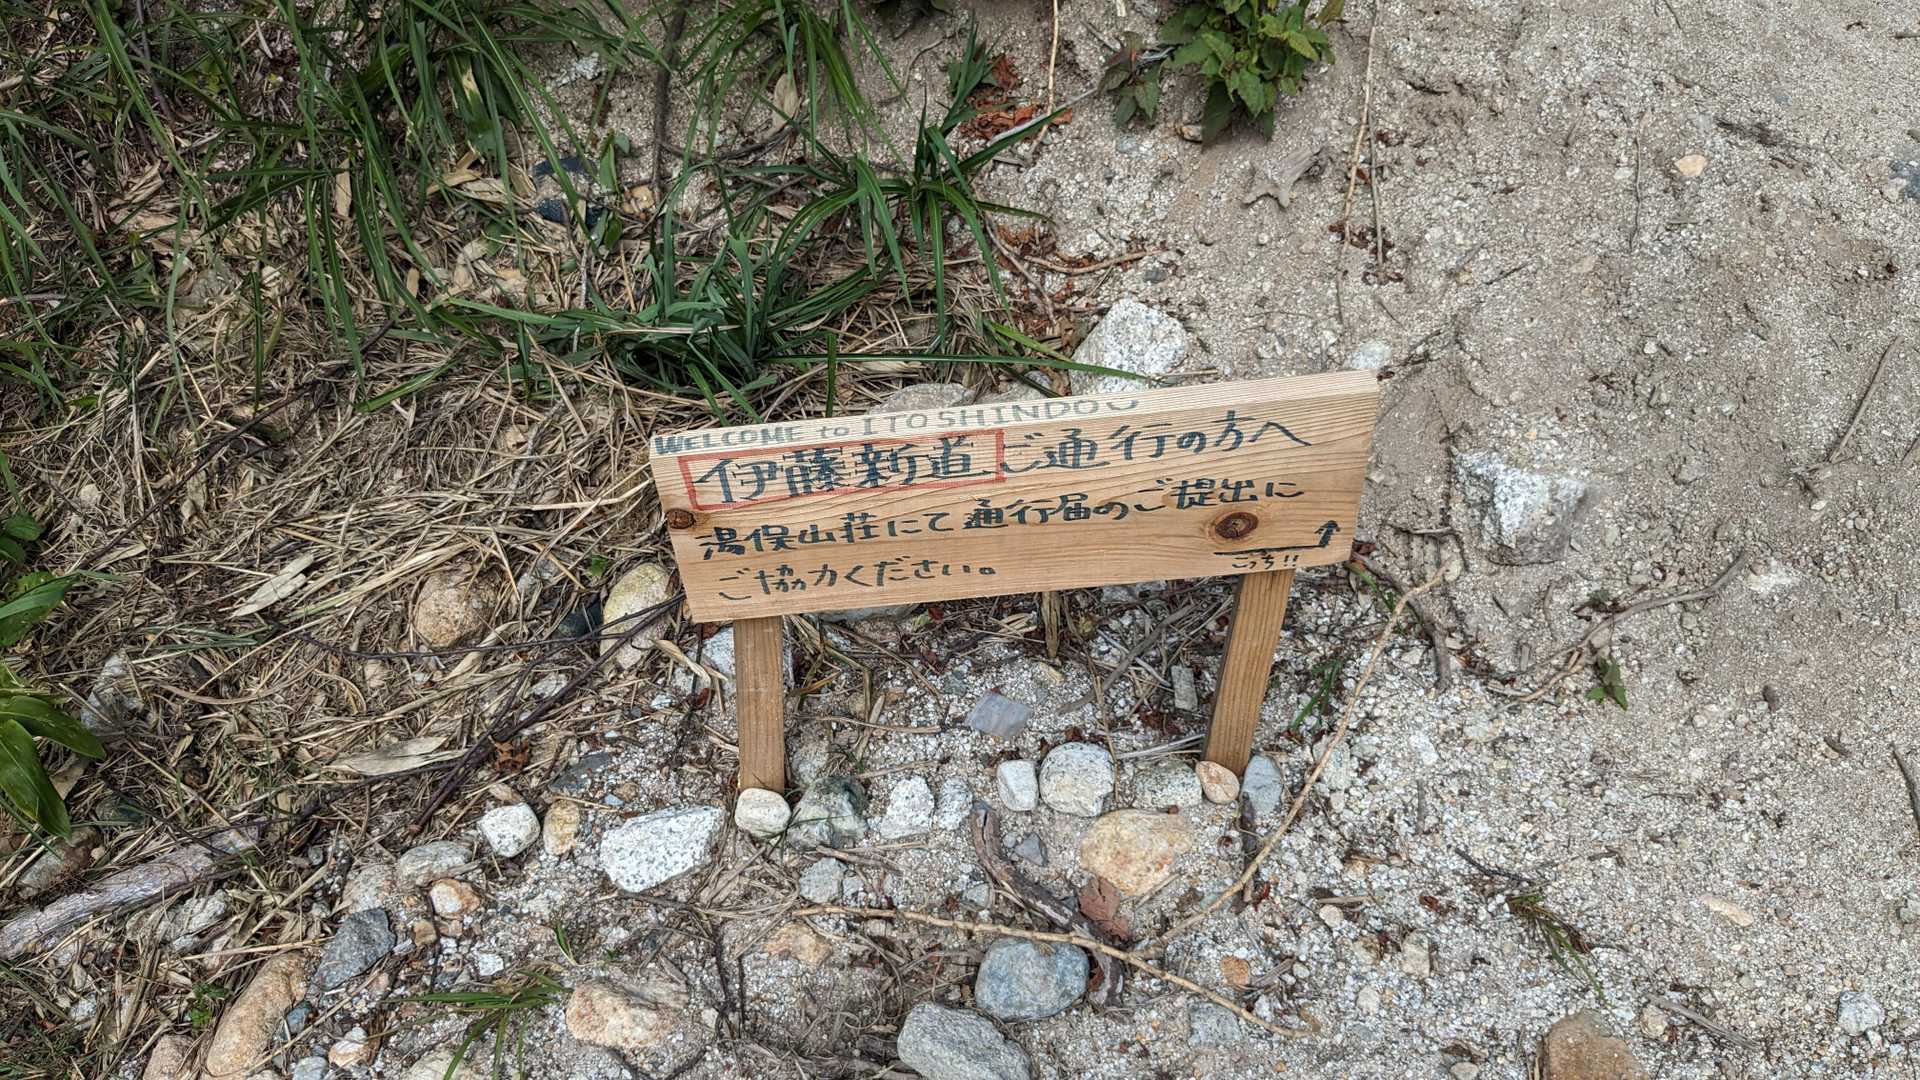 WELCOME to ITOSHINDOU
伊藤新道ご通行の方へ
湯俣山荘にて通行届のご提出に
ご協力ください。
こっち!!